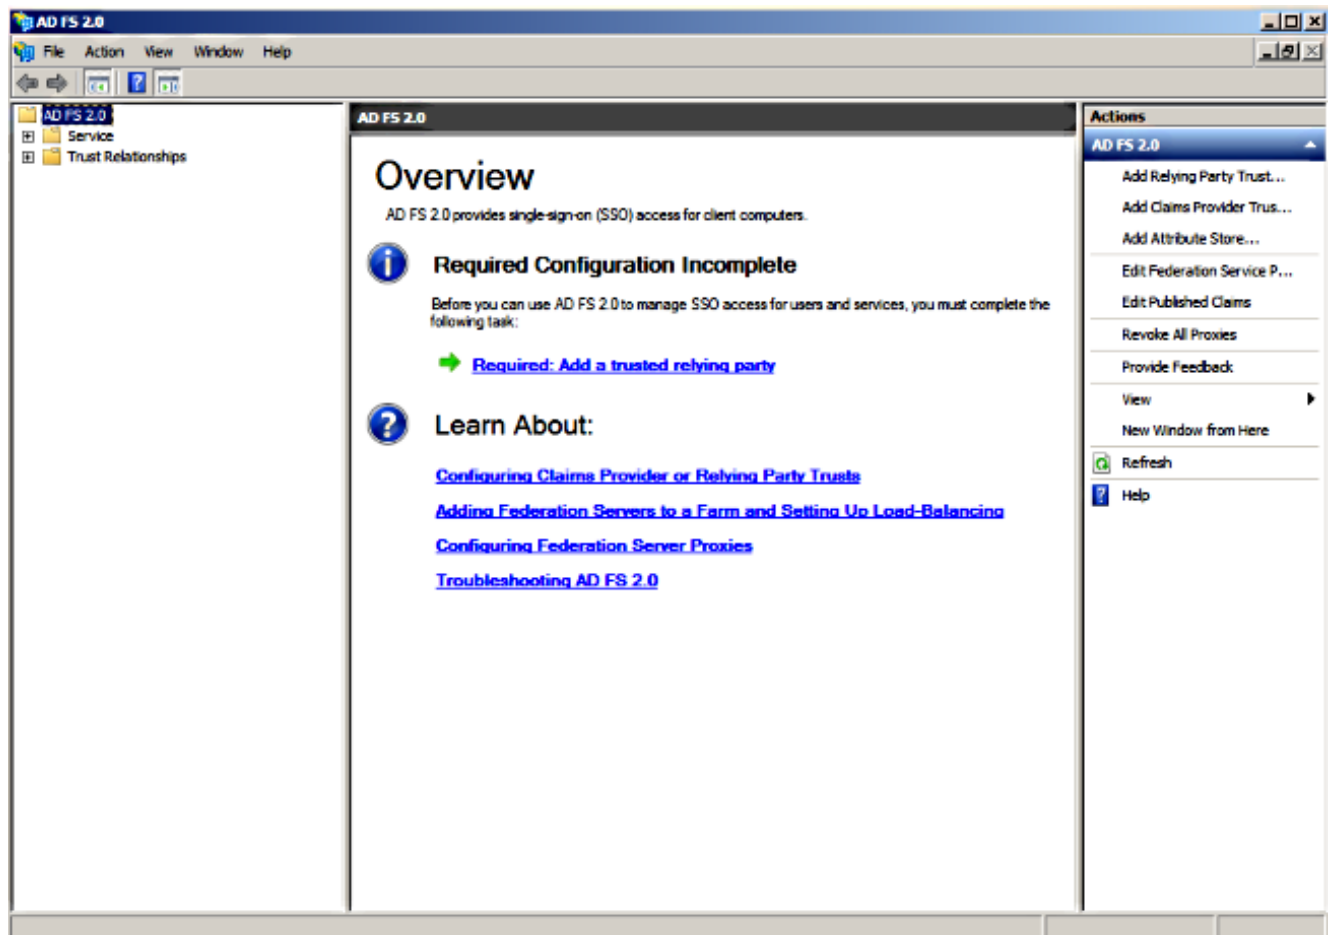 AD FS 2.0
File Action View Window Help
AD FS 2.0
Service
Trust Relationships
AD FS 2.0
Overview
AD FS 2.0 provides single-sign-on (SSO) access for client computers.
Required Configuration Incomplete
Before you can use AD FS 2.0 to manage SSO access for users and services, you must complete the
following task:
Required: Add a trusted relying party
Learn About:
Configuring Claims Provider or Relying Party Trusts
Adding Federation Servers to a Farm and Setting Up Load-Balancing
Configuring Federation Server Proxies
Troubleshooting AD FS 2.0
Actions
AD FS 2.0
Add Relying Party Trust...
Add Claims Provider Trus...
Add Attribute Store...
Edit Federation Service P...
Edit Published Claims
Revoke All Proxies
Provide Feedback
View
New Window from Here
Refresh
Help